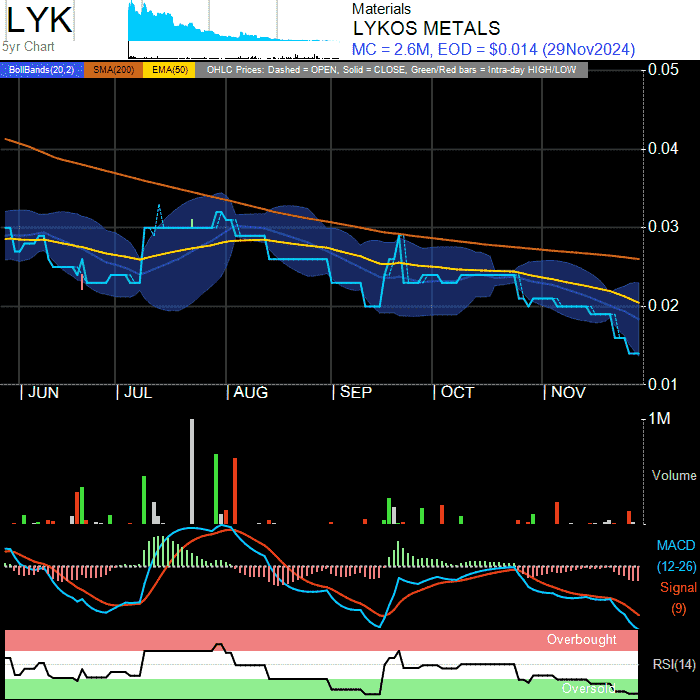 LYK
5yr Chart
Materials
LYKOS METALS
MC = 2.6M, EOD = $0.014 (29Nov2024)
BollBands(20,2) SMA(200) EMA(50) OHLC Prices: Dashed = OPEN, Solid = CLOSE, Green/Red bars = Intra-day HIGH/LOW
0.05
0.04
0.03
0.02
0.01
JUN JUL AUG SEP OCT NOV
1M
Volume
MACD
(12-26)
Signal
(9)
Overbought
RSI(14)
Oversold